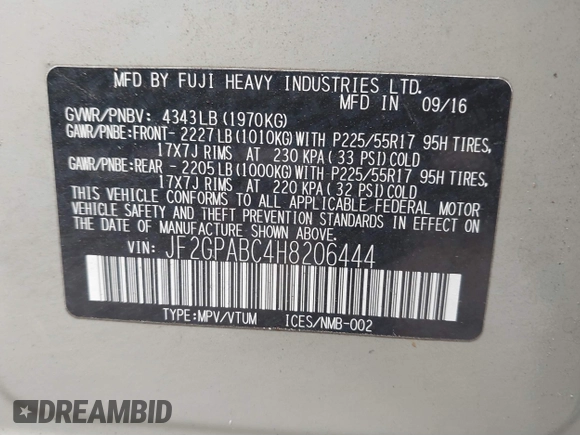 MFD BY FUJI HEAVY INDUSTRIES LTD.
MFD IN 09/16
GVWR/PNBV: 4343LB(1970KG)
GAWR/PNBE:FRONT- 2227LB(1010KG)WITH P225/55R17 95H TIRES,
17X7J RIMS AT 230 KPA( 33 PSI)COLD
GAWR/PNBE:REAR - 2205LB(1000KG)WITH P225/55R17 95H TIRES,
17X7J RIMS AT 220 KPA( 32 PSI)COLD
THIS VEHICLE CONFORMS TO ALL APPLICABLE FEDERAL MOTOR
VEHICLE SAFETY AND THEFT PREVENTION STANDARDS IN EFFECT ON
THE DATE OF MANUFACTURE SHOWN ABOVE.
VIN: JF2GPABC4H8206444
TYPE:MPV/VTUM ICES/NMB-002
DREAMBID